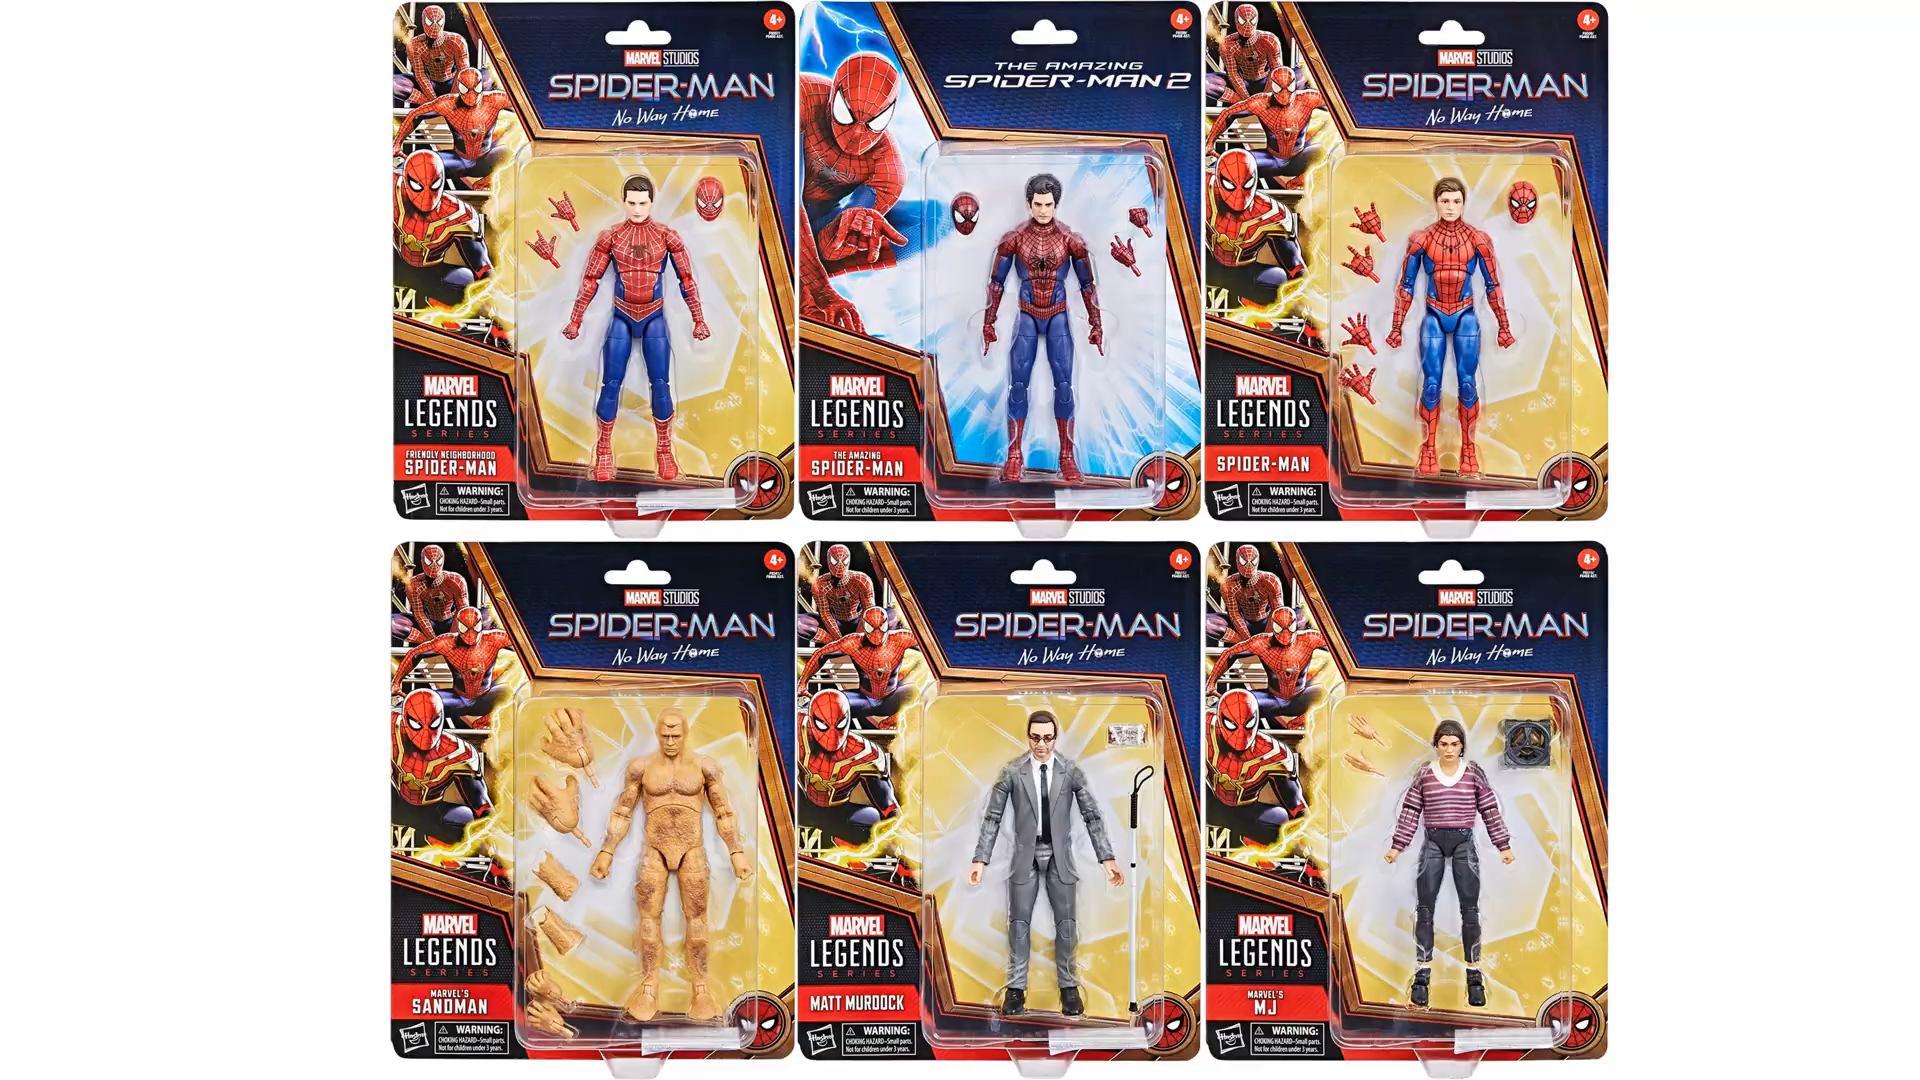 4+
MARVEL STUDIOS
SPIDER-MAN
No Way Home
MARVEL
LEGENDS
SERIES
FRIENDLY NEIGHBORHOOD
SPIDER-MAN
Hasbro
WARNING:
CHOKING HAZARD–Small parts.
Not for children under 3 years.
4+
THE AMAZING
SPIDER-MAN 2
MARVEL
LEGENDS
SERIES
THE AMAZING
SPIDER-MAN
Hasbro
WARNING:
CHOKING HAZARD–Small parts.
Not for children under 3 years.
4+
MARVEL STUDIOS
SPIDER-MAN
No Way Home
MARVEL
LEGENDS
SERIES
SPIDER-MAN
Hasbro
WARNING:
CHOKING HAZARD–Small parts.
Not for children under 3 years.
4+
MARVEL STUDIOS
SPIDER-MAN
No Way Home
MARVEL
LEGENDS
SERIES
MARVEL'S
SANDMAN
Hasbro
WARNING:
CHOKING HAZARD–Small parts.
Not for children under 3 years.
4+
MARVEL STUDIOS
SPIDER-MAN
No Way Home
MARVEL
LEGENDS
SERIES
MATT MURDOCK
Hasbro
WARNING:
CHOKING HAZARD–Small parts.
Not for children under 3 years.
4+
MARVEL STUDIOS
SPIDER-MAN
No Way Home
MARVEL
LEGENDS
SERIES
MARVEL'S
MJ
Hasbro
WARNING:
CHOKING HAZARD–Small parts.
Not for children under 3 years.